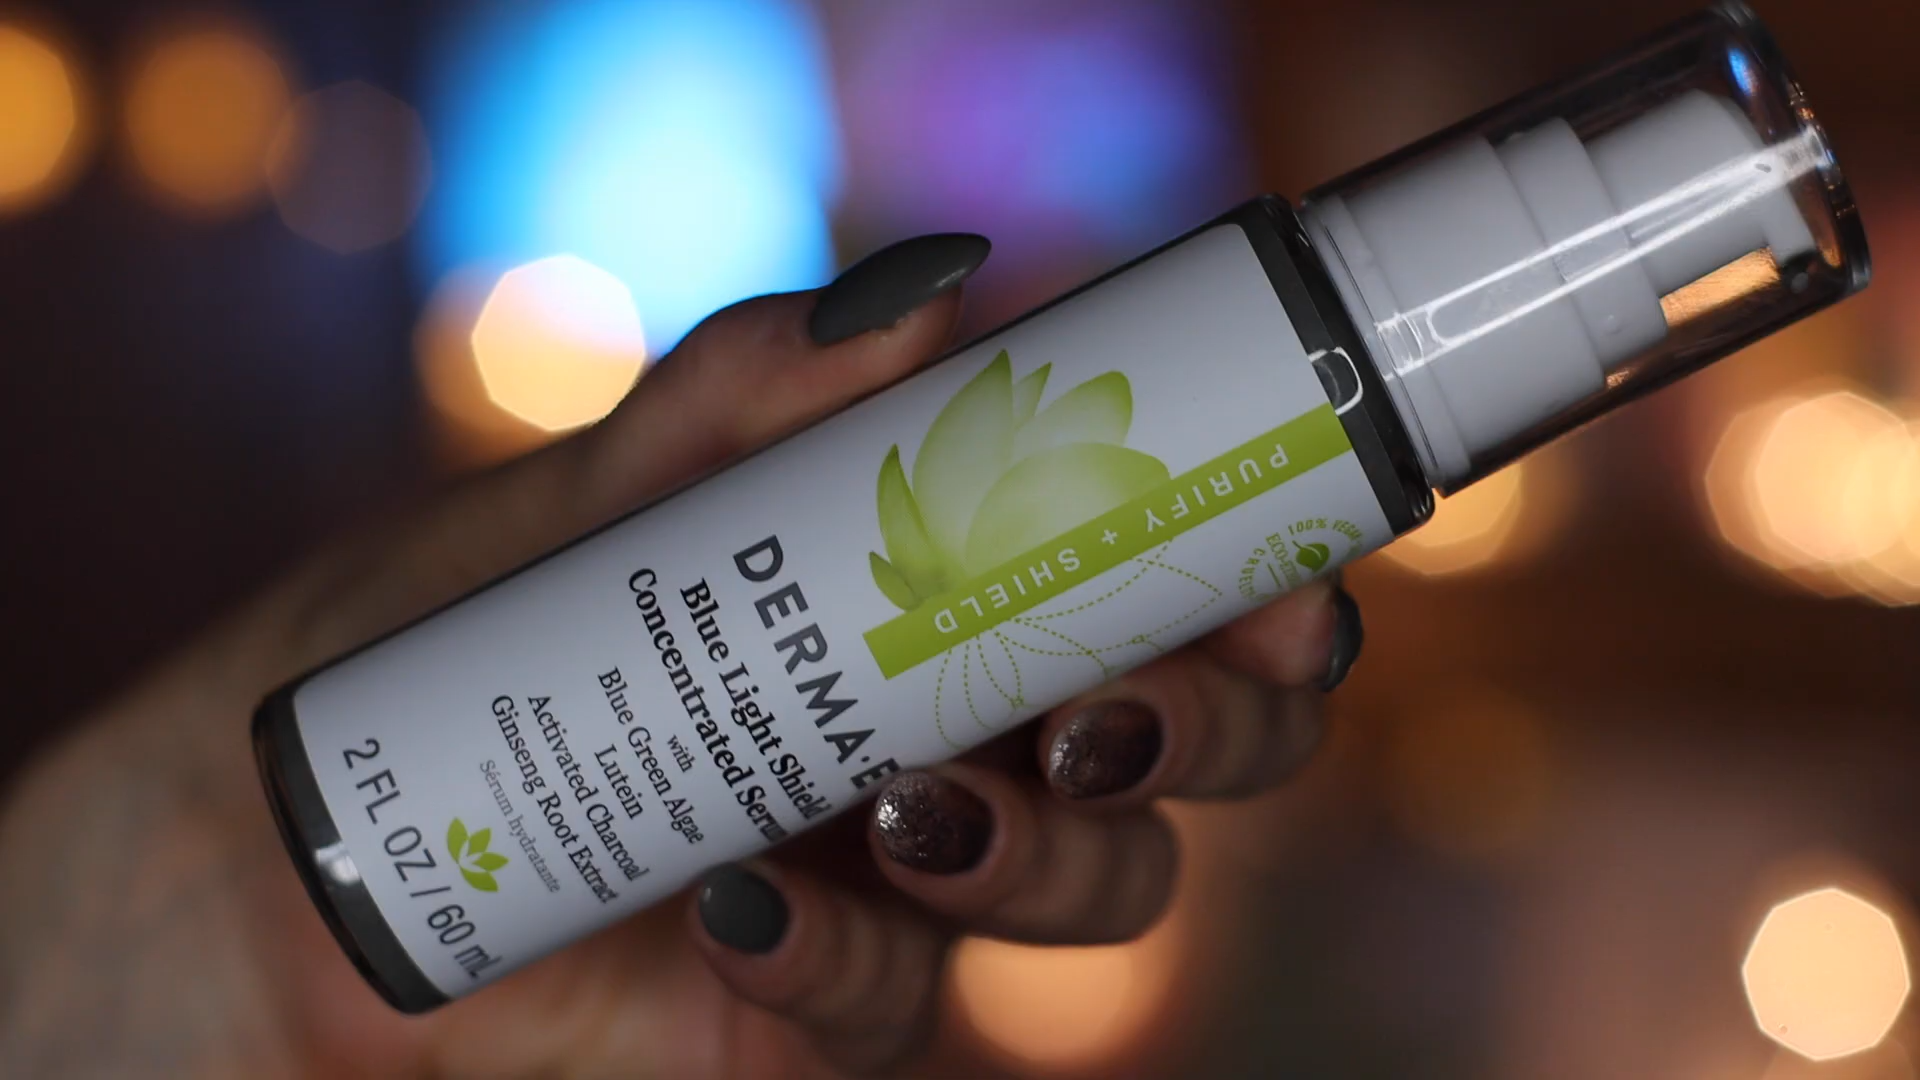 PURIFY + SHIELD
100% VEGAN
DERMA·E
Blue Light Shield
Concentrated Serum
with
Blue Green Algae
Lutein
Activated Charcoal
Ginseng Root Extract
Sérum hydratante
2 FL OZ / 60 mL